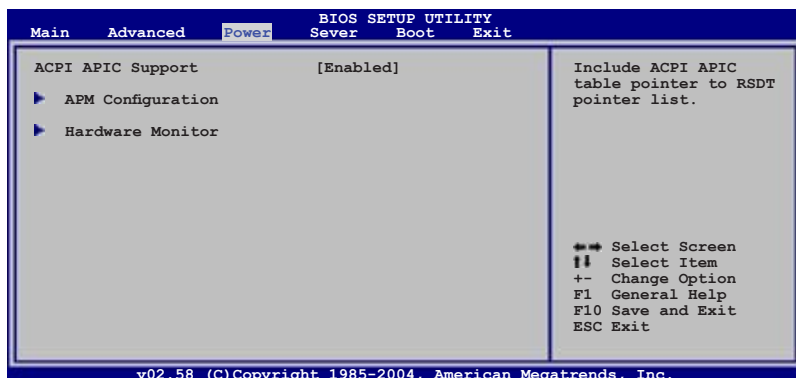 BIOS SETUP UTILITY
Main Advanced Power Sever Boot Exit
ACPI APIC Support [Enabled]
APM Configuration
Hardware Monitor
Include ACPI APIC
table pointer to RSDT
pointer list.
Select Screen
Select Item
+- Change Option
F1 General Help
F10 Save and Exit
ESC Exit
v02.58 (C)Copyright 1985-2004, American Megatrends, Inc.